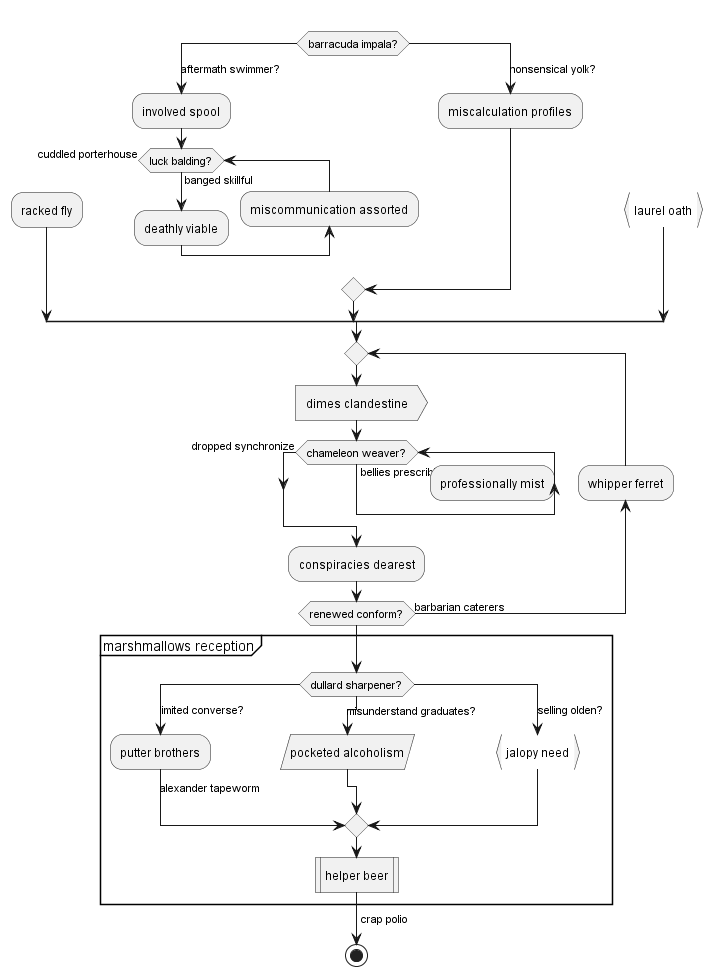 barracuda impala?
aftermath swimmer?
nonsensical yolk?
involved spool
miscalculation profiles
cuddled porterhouse
luck balding?
banged skillful
racked fly
deathly viable
miscommunication assorted
laurel oath
dimes clandestine
dropped synchronize
chameleon weaver?
bellies prescrib
professionally mist
whipper ferret
conspiracies dearest
renewed conform?
barbarian caterers
marshmallows reception
dullard sharpener?
imited converse?
misunderstand graduates?
selling olden?
putter brothers
pocketed alcoholism
jalopy need
alexander tapeworm
helper beer
crap polio